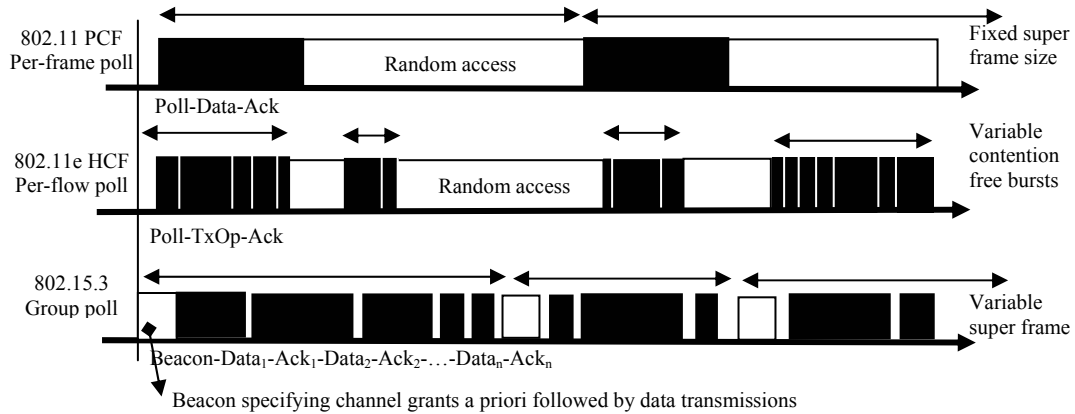 802.11 PCF
Per-frame poll
Random access
Fixed super
frame size
Poll-Data-Ack
802.11e HCF
Per-flow poll
Random access
Variable
contention
free bursts
Poll-TxOp-Ack
802.15.3
Group poll
Variable
super frame
Beacon-Data₁-Ack₁-Data₂-Ack₂-…-Dataₙ-Ackₙ
Beacon specifying channel grants a priori followed by data transmissions